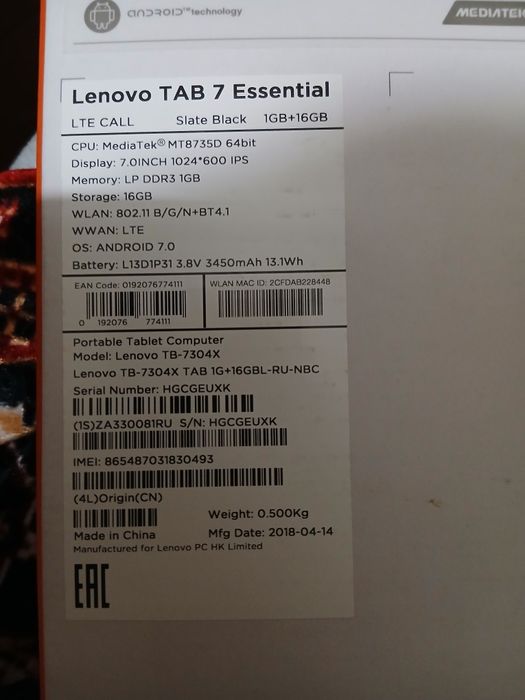 ANDROID™technology
MEDIATEK
Lenovo TAB 7 Essential
LTE CALL Slate Black 1GB+16GB
CPU: MediaTek® MT8735D 64bit
Display: 7.0INCH 1024*600 IPS
Memory: LP DDR3 1GB
Storage: 16GB
WLAN: 802.11 B/G/N+BT4.1
WWAN: LTE
OS: ANDROID 7.0
Battery: L13D1P31 3.8V 3450mAh 13.1Wh
EAN Code: 0192076774111
WLAN MAC ID: 2CFDAB228448
0 192076 774111
Portable Tablet Computer
Model: Lenovo TB-7304X
Lenovo TB-7304X TAB 1G+16GBL-RU-NBC
Serial Number: HGCGEUXK
(1S)ZA330081RU S/N: HGCGEUXK
IMEI: 865487031830493
(4L)Origin(CN)
Weight: 0.500Kg
Made in China Mfg Date: 2018-04-14
Manufactured for Lenovo PC HK Limited
EAC